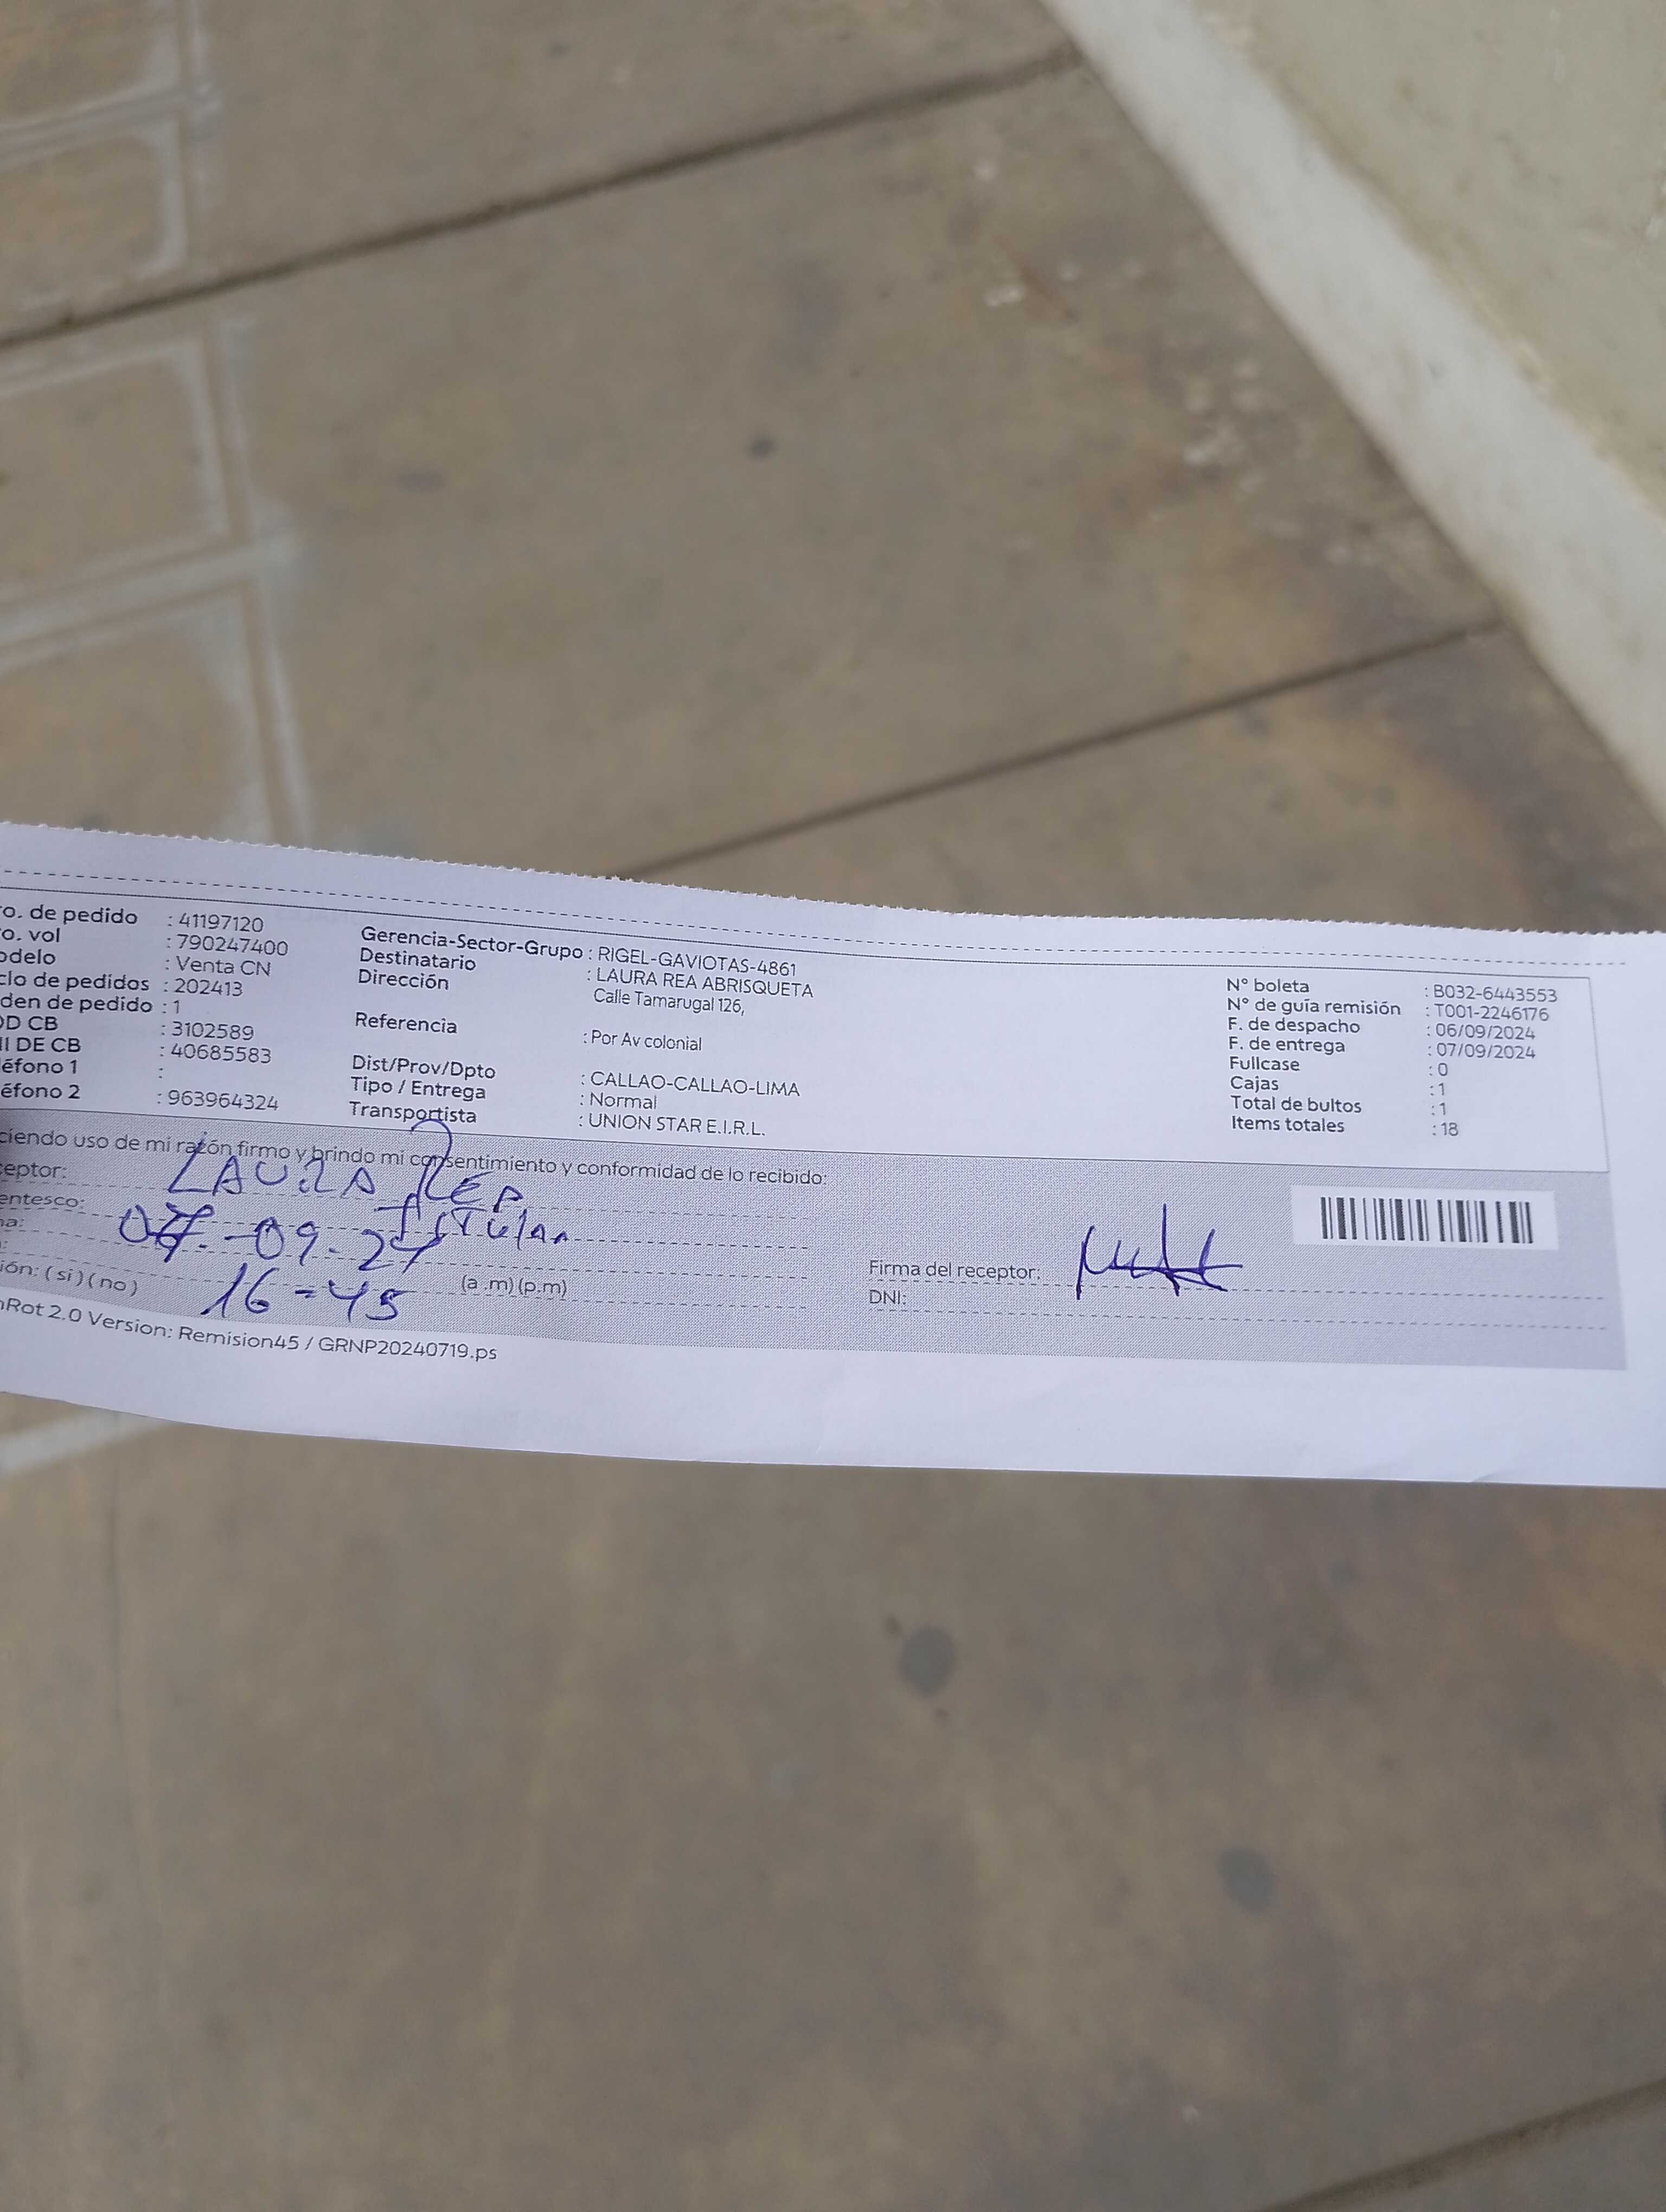 o. de pedido : 41197120
o. vol : 790247400
odelo : Venta CN
clo de pedidos : 202413
den de pedido : 1
OD CB : 3102589
II DE CB : 40685583
léfono 1 :
éfono 2 : 963964324
Gerencia-Sector-Grupo : RIGEL-GAVIOTAS-4861
Destinatario : LAURA REA ABRISQUETA
Dirección Calle Tamarugal 126,
Referencia : Por Av colonial
Dist/Prov/Dpto : CALLAO-CALLAO-LIMA
Tipo / Entrega : Normal
Transportista : UNION STAR E.I.R.L.
N° boleta : B032-6443553
N° de guía remisión : T001-2246176
F. de despacho : 06/09/2024
F. de entrega : 07/09/2024
Fullcase : 0
Cajas : 1
Total de bultos : 1
Items totales : 18
ciendo uso de mi razón firmo y brindo mi consentimiento y conformidad de lo recibido:
ceptor: LAURA REA
entesco: Titular
na: 07-09-24
: 16-45 (a .m) (p.m)
ión: ( si ) ( no )
Firma del receptor:
DNI:
nRot 2.0 Version: Remision45 / GRNP20240719.ps